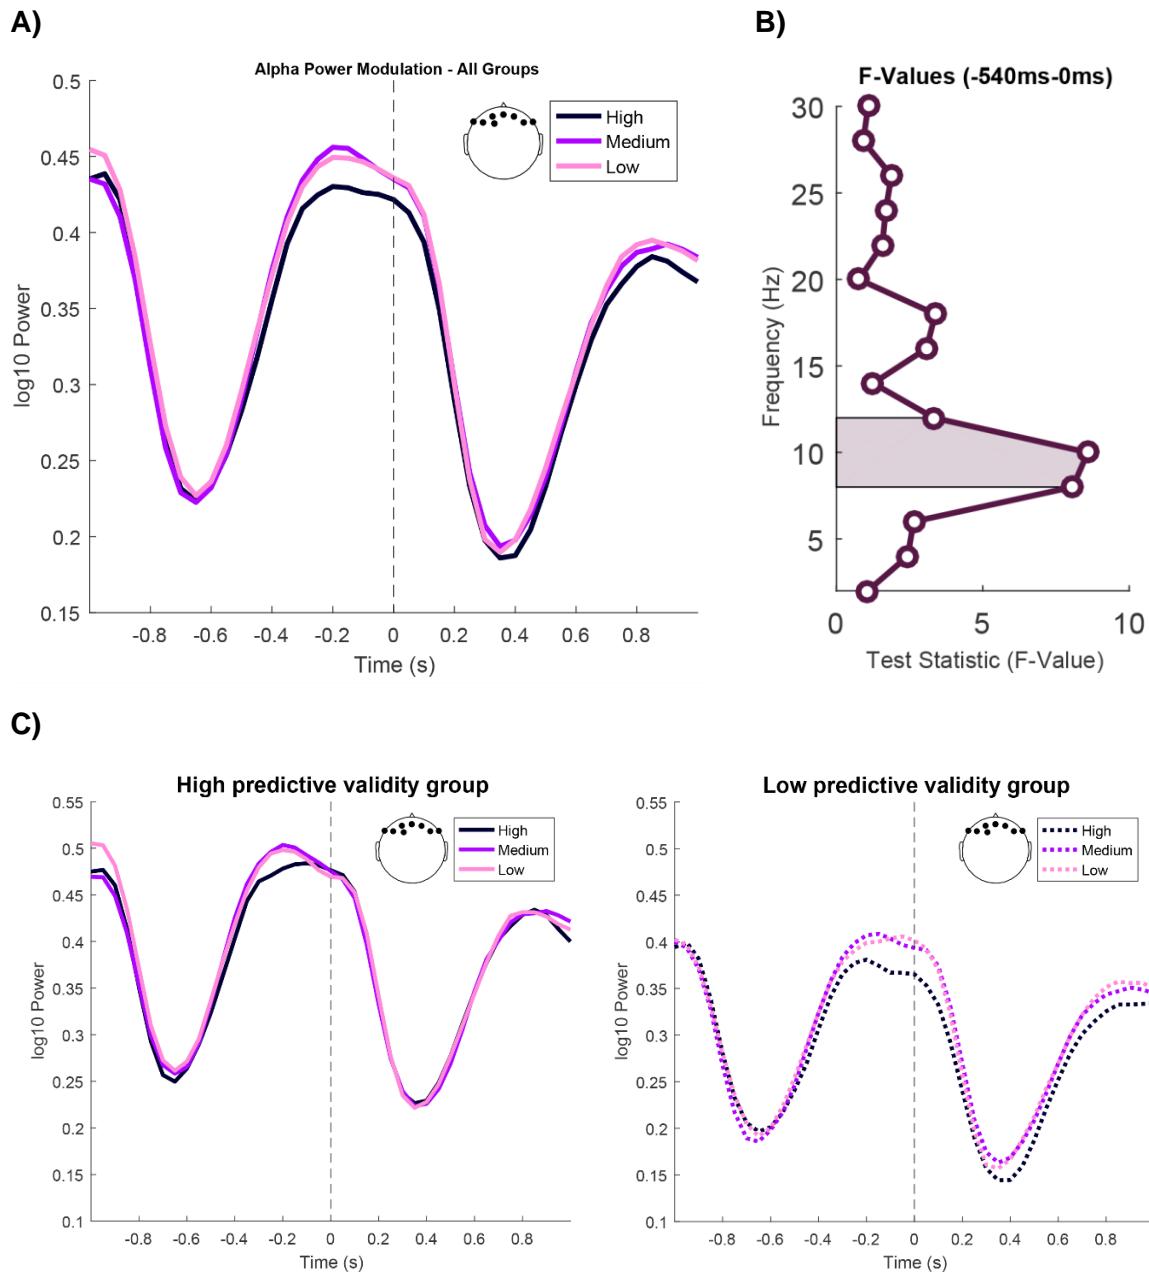 A)
Alpha Power Modulation - All Groups
0.5
0.45
0.4
0.35
0.3
0.25
0.2
0.15
log10 Power
-0.8 -0.6 -0.4 -0.2 0 0.2 0.4 0.6 0.8
Time (s)
High
Medium
Low
B)
F-Values (-540ms-0ms)
30
25
20
15
10
5
Frequency (Hz)
0 5 10
Test Statistic (F-Value)
C)
High predictive validity group
0.55
0.5
0.45
0.4
0.35
0.3
0.25
0.2
0.15
0.1
log10 Power
-0.8 -0.6 -0.4 -0.2 0 0.2 0.4 0.6 0.8
Time (s)
High
Medium
Low
Low predictive validity group
0.55
0.5
0.45
0.4
0.35
0.3
0.25
0.2
0.15
0.1
log10 Power
-0.8 -0.6 -0.4 -0.2 0 0.2 0.4 0.6 0.8
Time (s)
High
Medium
Low